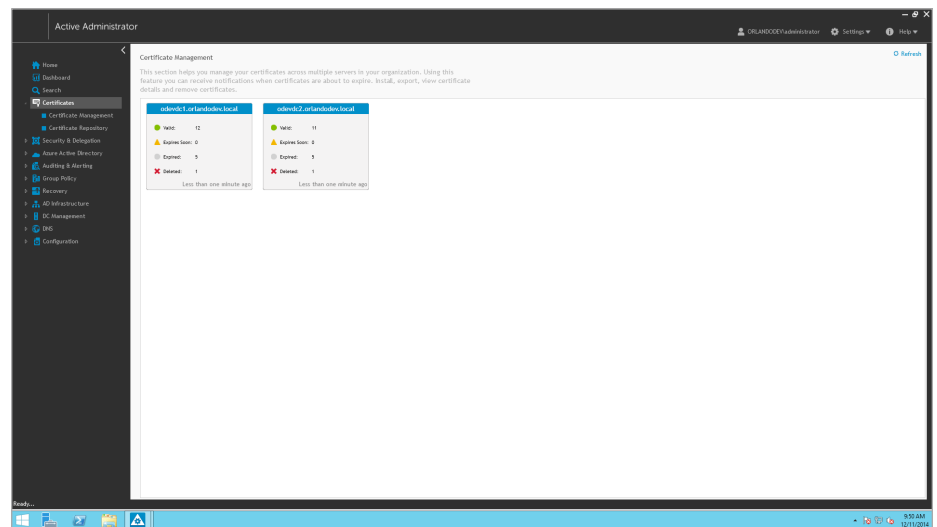 Active Administrator
ORLANDODEV\administrator Settings Help
Home
Dashboard
Search
Certificates
Certificate Management
Certificate Repository
Security & Delegation
Azure Active Directory
Auditing & Alerting
Group Policy
Recovery
AD Infrastructure
DC Management
DNS
Configuration
Certificate Management
Refresh
This section helps you manage your certificates across multiple servers in your organization. Using this
feature you can receive notifications when certificates are about to expire. Install, export, view certificate
details and remove certificates.
odevdc1.orlandodev.local
Valid: 12
Expires Soon: 0
Expired: 5
Deleted: 1
Less than one minute ago
odevdc2.orlandodev.local
Valid: 11
Expires Soon: 0
Expired: 5
Deleted: 1
Less than one minute ago
Ready...
9:50 AM
12/11/2014